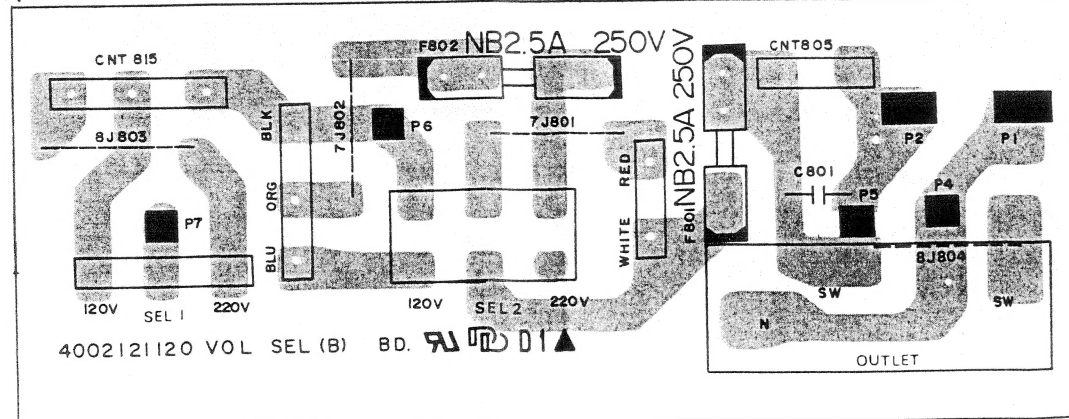 F802 NB2.5A 250V
CNT 815
CNT805
8J803
BLK
7J802
P6
7J801
RED
F801 NB2.5A 250V
P2
P1
C801
ORG
P5
P4
P7
BLU
WHITE
8J804
120V
SEL 1
220V
120V
SEL 2
220V
SW
SW
N
4002121120 VOL SEL (B) BD.
D1
OUTLET